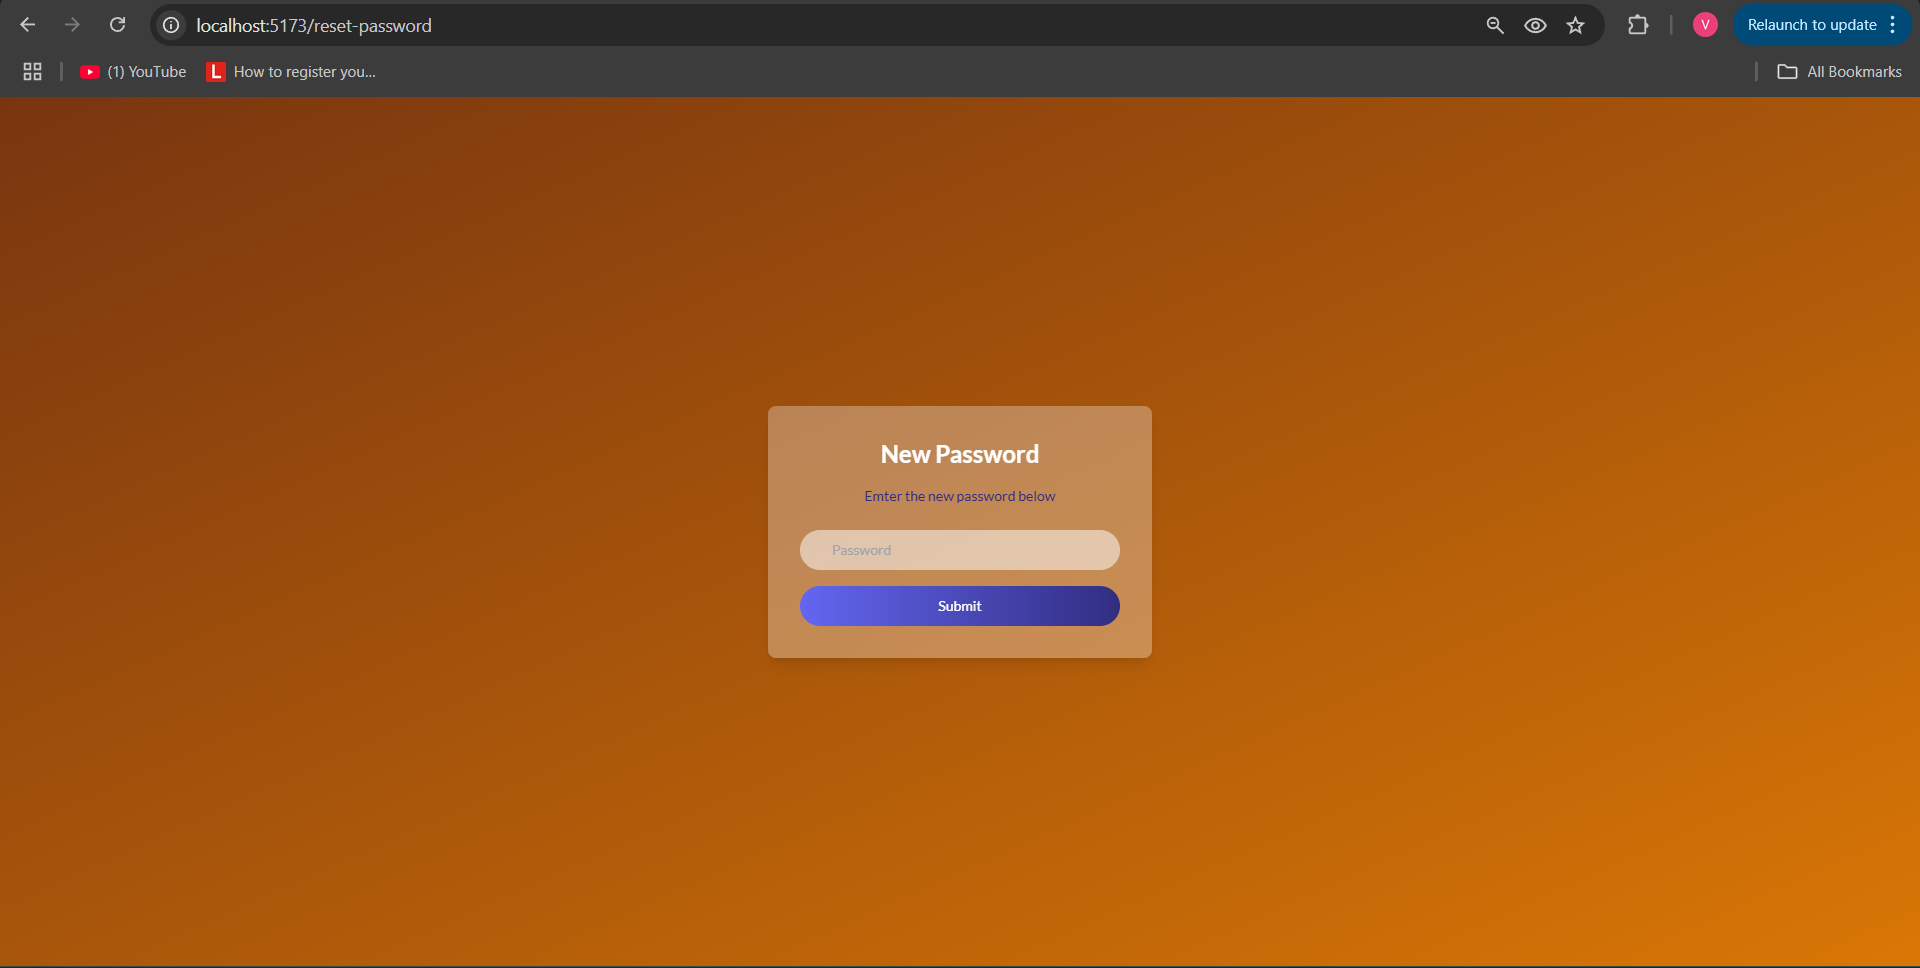 localhost:5173/reset-password
V
Relaunch to update
(1) YouTube
L
How to register you...
All Bookmarks
New Password
Emter the new password below
Password
Submit